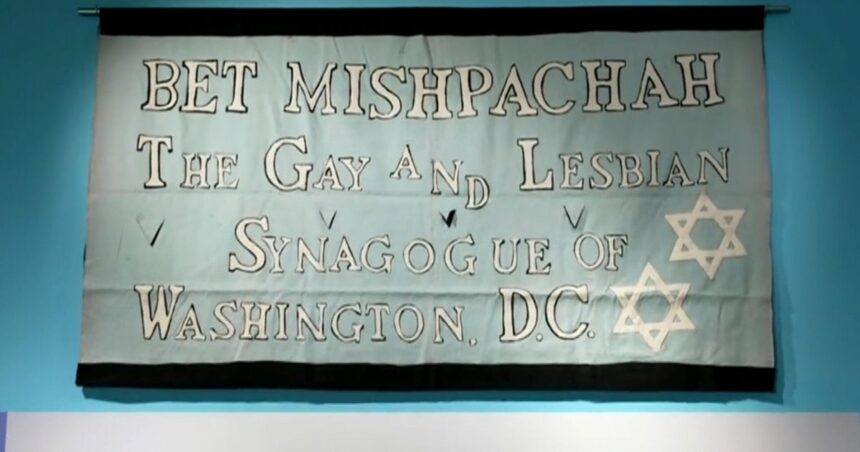 BET MISHPACHAH
THE GAY AND LESBIAN
SYNAGOGUE OF
WASHINGTON, D.C.